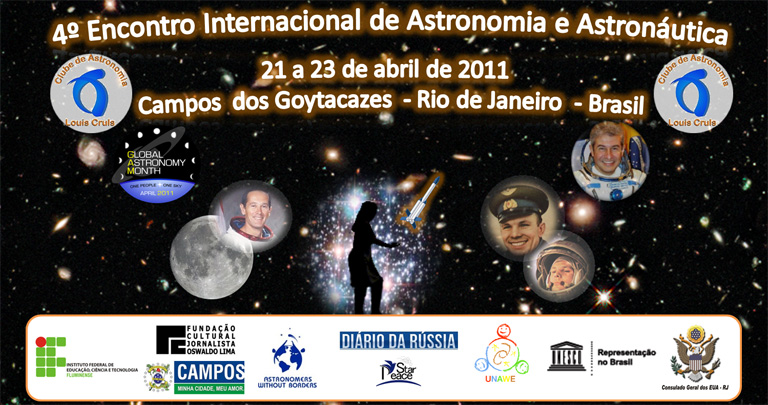 4º Encontro Internacional de Astronomia e Astronáutica
21 a 23 de abril de 2011
Campos dos Goytacazes - Rio de Janeiro - Brasil
Clube de Astronomia
Louis Cruls
Clube de Astronomia
Louis Cruls
GLOBAL
ASTRONOMY
MONTH
ONE PEOPLE ONE SKY
APRIL 2011
INSTITUTO FEDERAL DE
EDUCAÇÃO, CIÊNCIA E TECNOLOGIA
FLUMINENSE
FUNDAÇÃO
CULTURAL
JORNALISTA
OSWALDO LIMA
CAMPOS
MINHA CIDADE, MEU AMOR.
ASTRONOMERS
WITHOUT BORDERS
DIÁRIO DA RÚSSIA
Star
Peace
UNAWE
UNESCO
Representação
no Brasil
Consulado Geral dos EUA - RJ